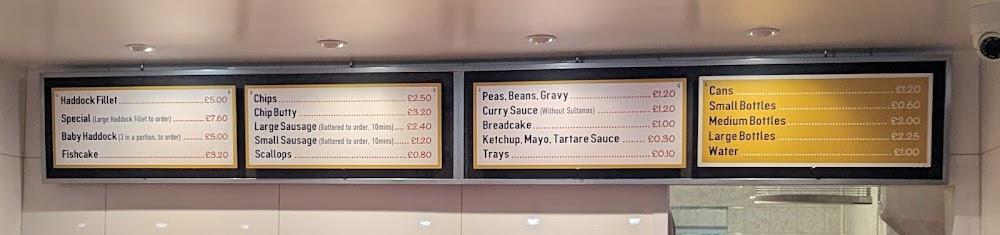 Haddock Fillet £5.00
Special (Large Haddock Fillet to order) £7.60
Baby Haddock (3 in a portion, to order) £5.00
Fishcake £3.20
Chips £2.50
Chip Butty £3.20
Large Sausage (Battered to order, 10mins) £2.40
Small Sausage (Battered to order, 10mins) £1.20
Scallops £0.80
Peas, Beans, Gravy £1.20
Curry Sauce (Without Sultanas) £1.20
Breadcake £1.00
Ketchup, Mayo, Tartare Sauce £0.30
Trays £0.10
Cans £1.20
Small Bottles £0.60
Medium Bottles £2.00
Large Bottles £2.25
Water £1.00